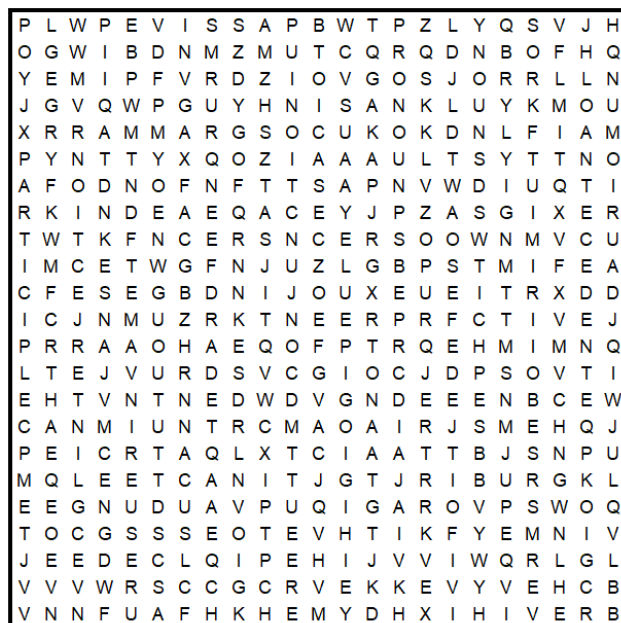 P L W P E V I S S A P B W T P Z L Y Q S V J H
O G W I B D N M Z M U T C Q R Q D N B O F H Q
Y E M I P F V R D Z I O V G O S J O R R L L N
J G V Q W P G U Y H N I S A N K L U Y K M O U
X R R A M M A R G S O C U K O K D N L F I A M
P Y N T T Y X Q O Z I A A A U L T S Y T T N O
A F O D N O F N F T T S A P N V W D I U Q T I
R K I N D E A E Q A C E Y J P Z A S G I X E R
T W T K F N C E R S N C E R S O O W N M V C U
I M C E T W G F N J U Z L G B P S T M I F E A
C F E S E G B D N I J O U X E U E I T R X D D
I C J N M U Z R K T N E E R P R F C T I V E J
P R R A A O H A E Q O F P T R Q E H M I M N Q
L T E J V U R D S V C G I O C J D P S O V T I
E H T V N T N E D W D V G N D E E E N B C E W
C A N M I U N T R C M A O A I R J S M E H Q J
P E I C R T A Q L X T C I A A T T B J S N P U
M Q L E E T C A N I T J G T J R I B U R G K L
E E G N U D U A V P U Q I G A R O V P S W O Q
T O C G S S S E O T E V H T I K F Y E M N I V
J E E D E C L Q I P E H I J V V I W Q R L G L
V V V W R S C C G C R V E K K E V Y V E H C B
V N N F U A F H K H E M Y D H X I H I V E R B